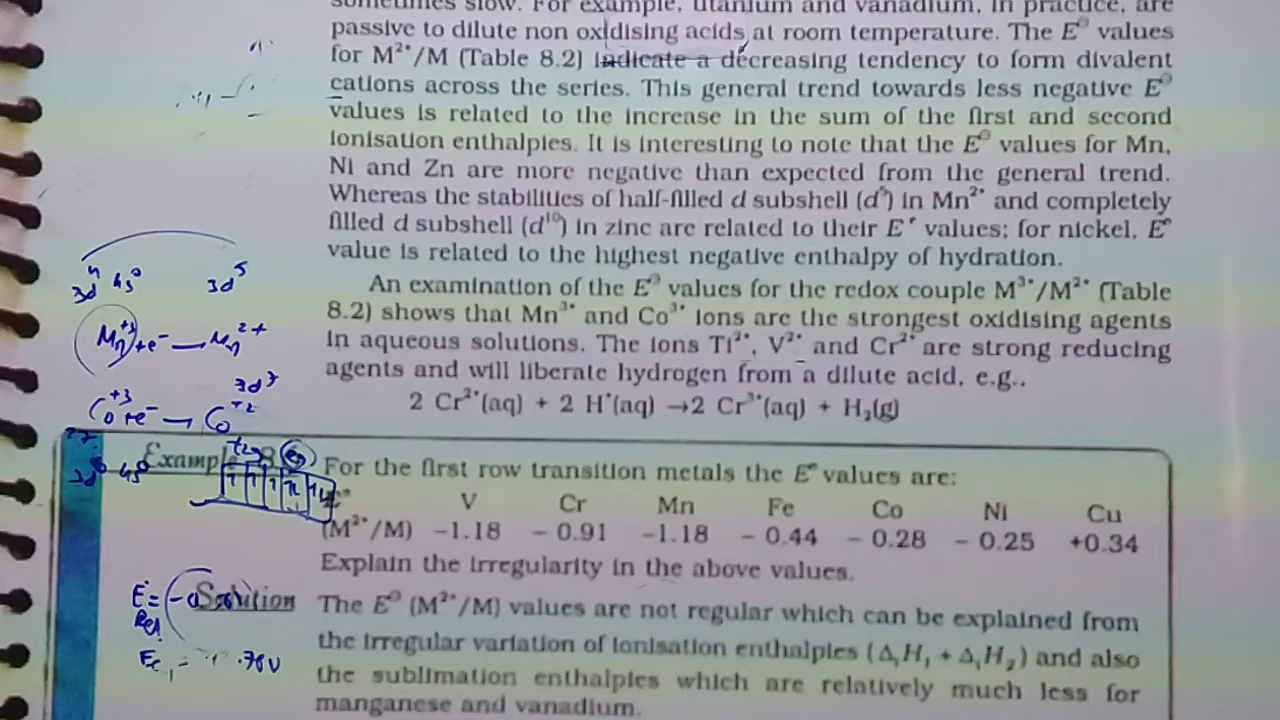 sometimes slow. For example, titanium and vanadium, in practice, are
passive to dilute non oxidising acids at room temperature. The E⊖ values
for M²⁺/M (Table 8.2) indicate a decreasing tendency to form divalent
cations across the series. This general trend towards less negative E⊖
values is related to the increase in the sum of the first and second
ionisation enthalpies. It is interesting to note that the E⊖ values for Mn,
Ni and Zn are more negative than expected from the general trend.
Whereas the stabilities of half-filled d subshell (d⁵) in Mn²⁺ and completely
filled d subshell (d¹⁰) in zinc are related to their E° values; for nickel, E°
value is related to the highest negative enthalpy of hydration.
An examination of the E⊖ values for the redox couple M³⁺/M²⁺ (Table
8.2) shows that Mn³⁺ and Co³⁺ ions are the strongest oxidising agents
in aqueous solutions. The ions Ti²⁺, V²⁺ and Cr²⁺ are strong reducing
agents and will liberate hydrogen from a dilute acid, e.g.,
2 Cr²⁺(aq) + 2 H⁺(aq) →2 Cr³⁺(aq) + H₂(g)
3d⁴ 4s⁰ 3d⁵
Mn⁺³ + e⁻ → Mn²⁺
3d⁷
Co⁺³ + e⁻ → Co⁺²
27
t₂g eg
3d 4s⁰
Example 8. For the first row transition metals the E° values are:
E° V Cr Mn Fe Co Ni Cu
(M²⁺/M) –1.18 – 0.91 –1.18 – 0.44 – 0.28 – 0.25 +0.34
Explain the irregularity in the above values.
Solution The E⊖ (M²⁺/M) values are not regular which can be explained from
the irregular variation of ionisation enthalpies (ΔᵢH₁ + ΔᵢH₂) and also
the sublimation enthalpies which are relatively much less for
manganese and vanadium.